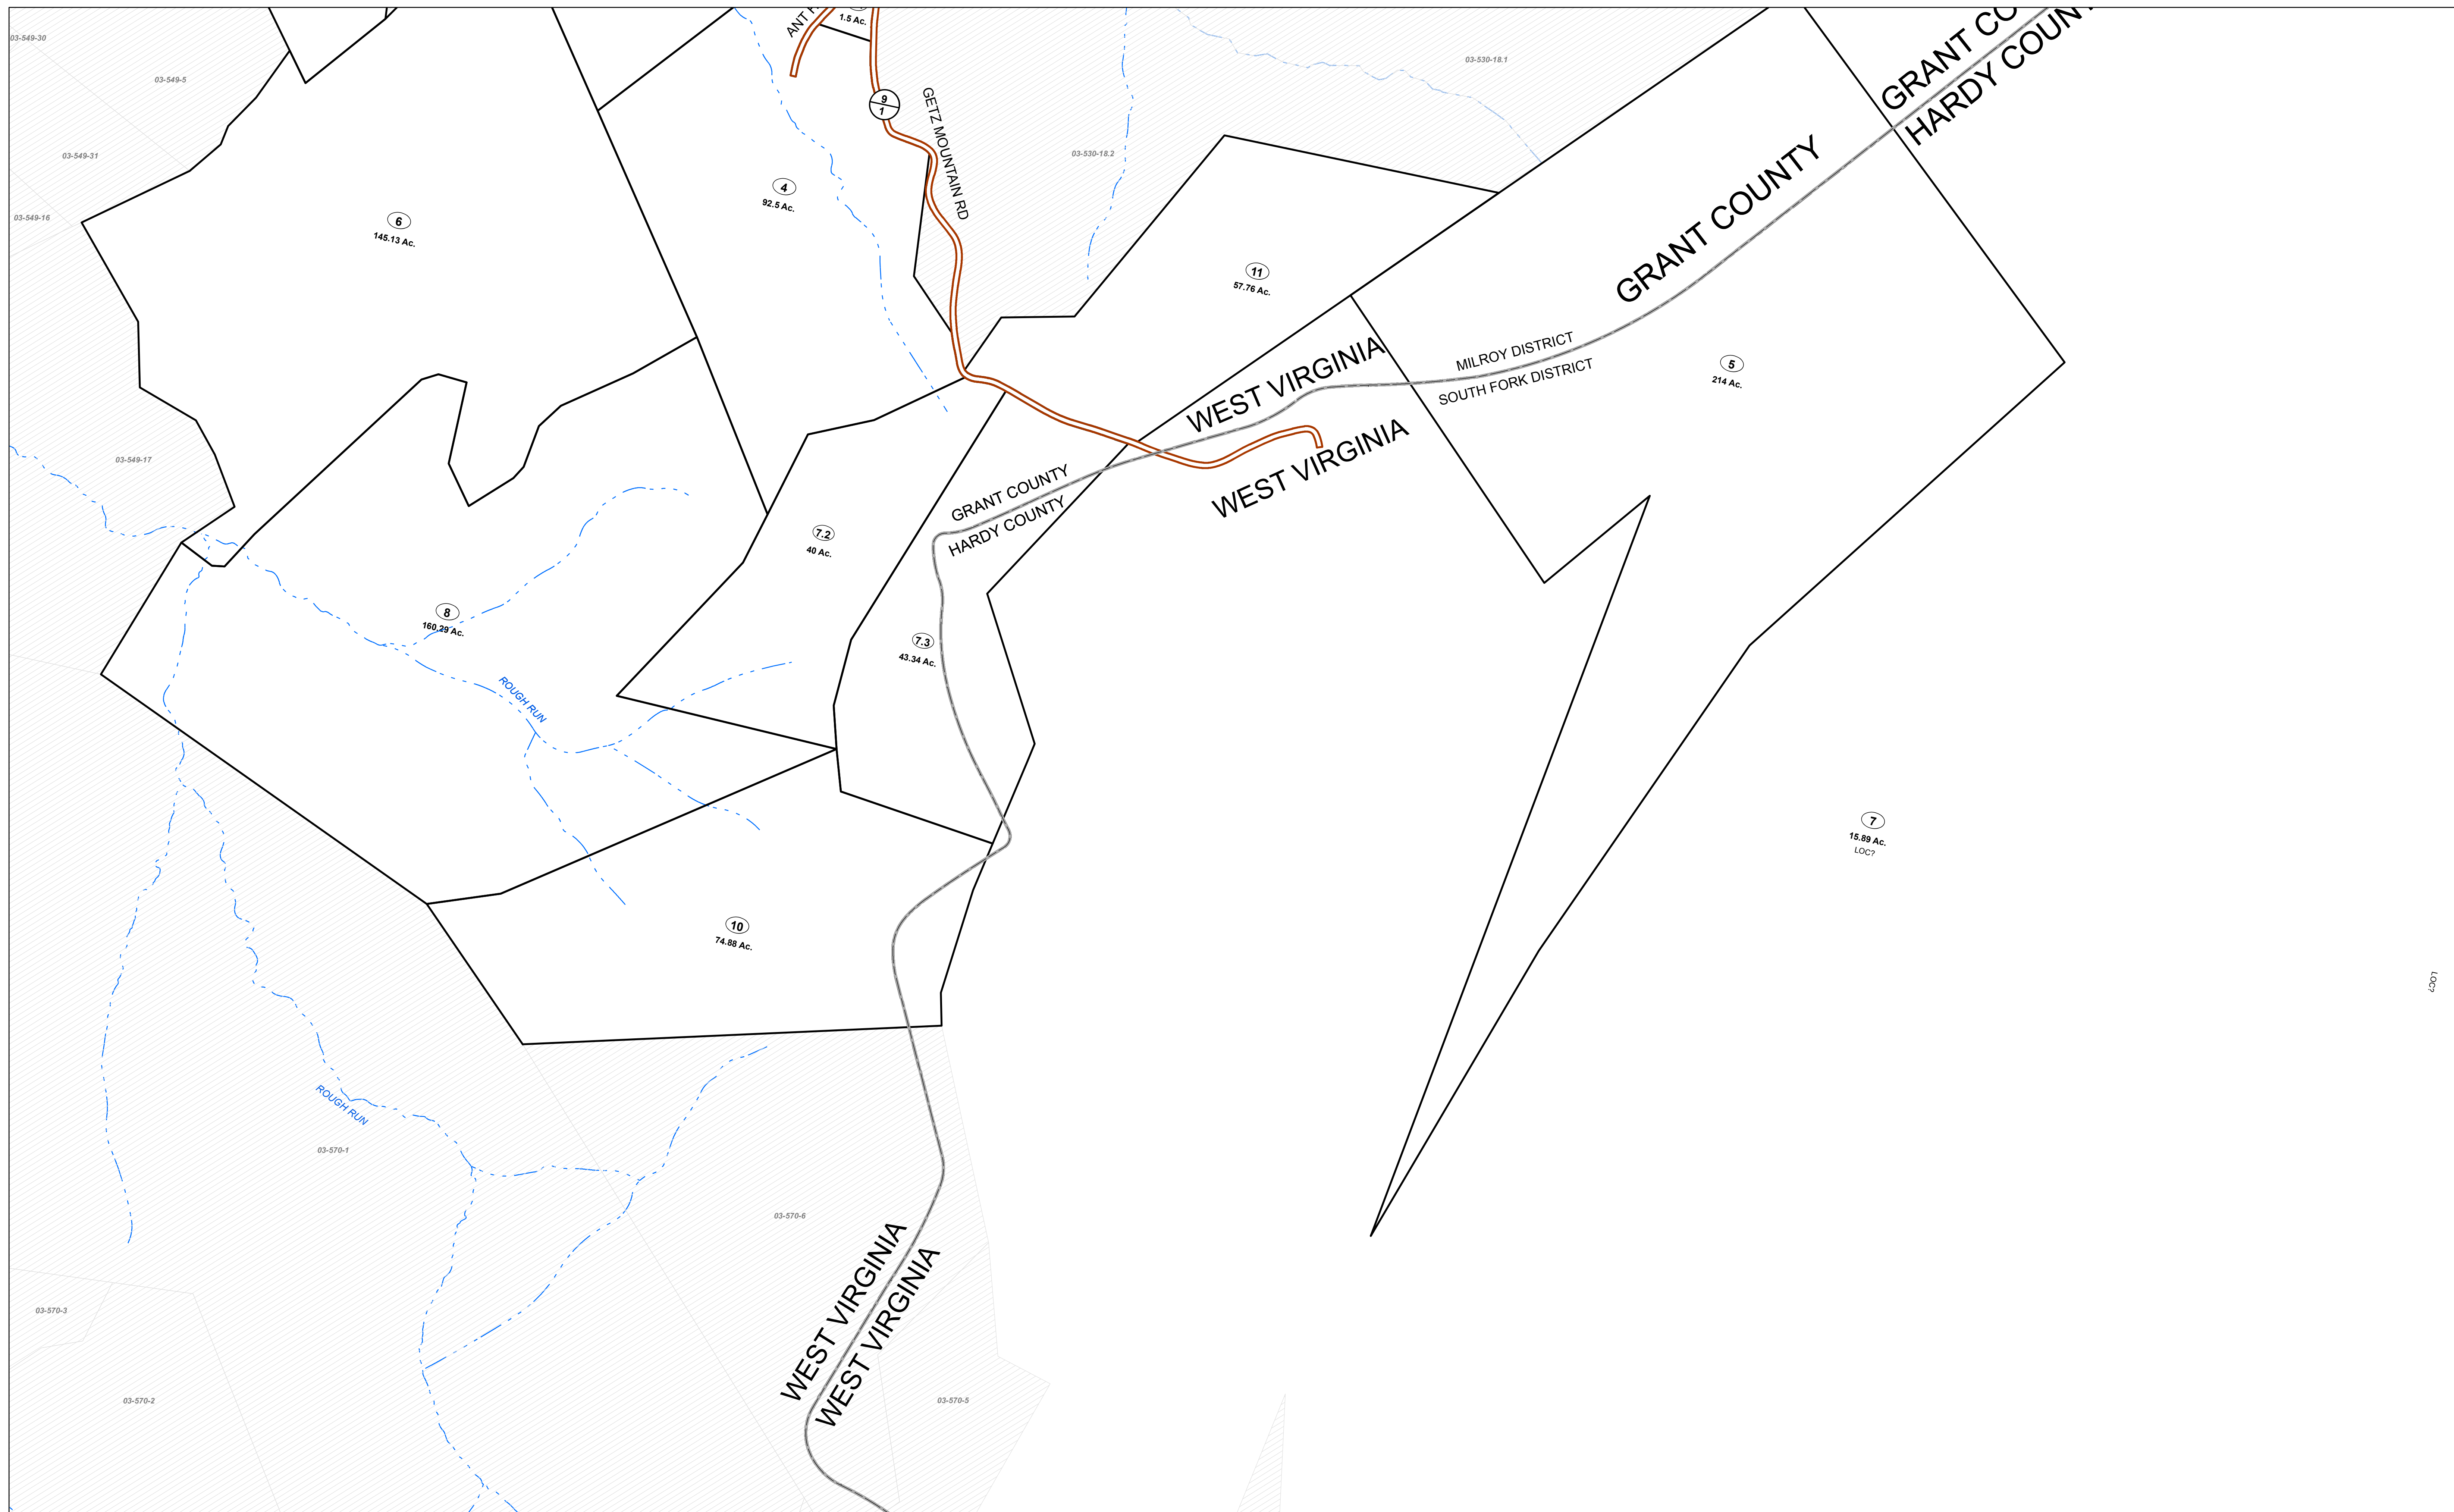 1.5 Ac.
GRANT
HARDY
03-549-30
03-549-5
03-530-18.1
9
1
GETZ MOUNTAIN RD
03-549-31
03-530-18.2
4
92.5 Ac.
03-549-16
6
145.13 Ac.
GRANT COUNTY
11
57.76 Ac.
MILROY DISTRICT
SOUTH FORK DISTRICT
5
214 Ac.
WEST VIRGINIA
WEST VIRGINIA
03-549-17
GRANT COUNTY
HARDY COUNTY
7.2
40 Ac.
8
160.29 Ac.
7.3
43.34 Ac.
ROUGH RUN
7
15.89 Ac.
LOC?
10
74.88 Ac.
LOC?
ROUGH RUN
03-570-1
03-570-6
WEST VIRGINIA
WEST VIRGINIA
03-570-3
03-570-2
03-570-5